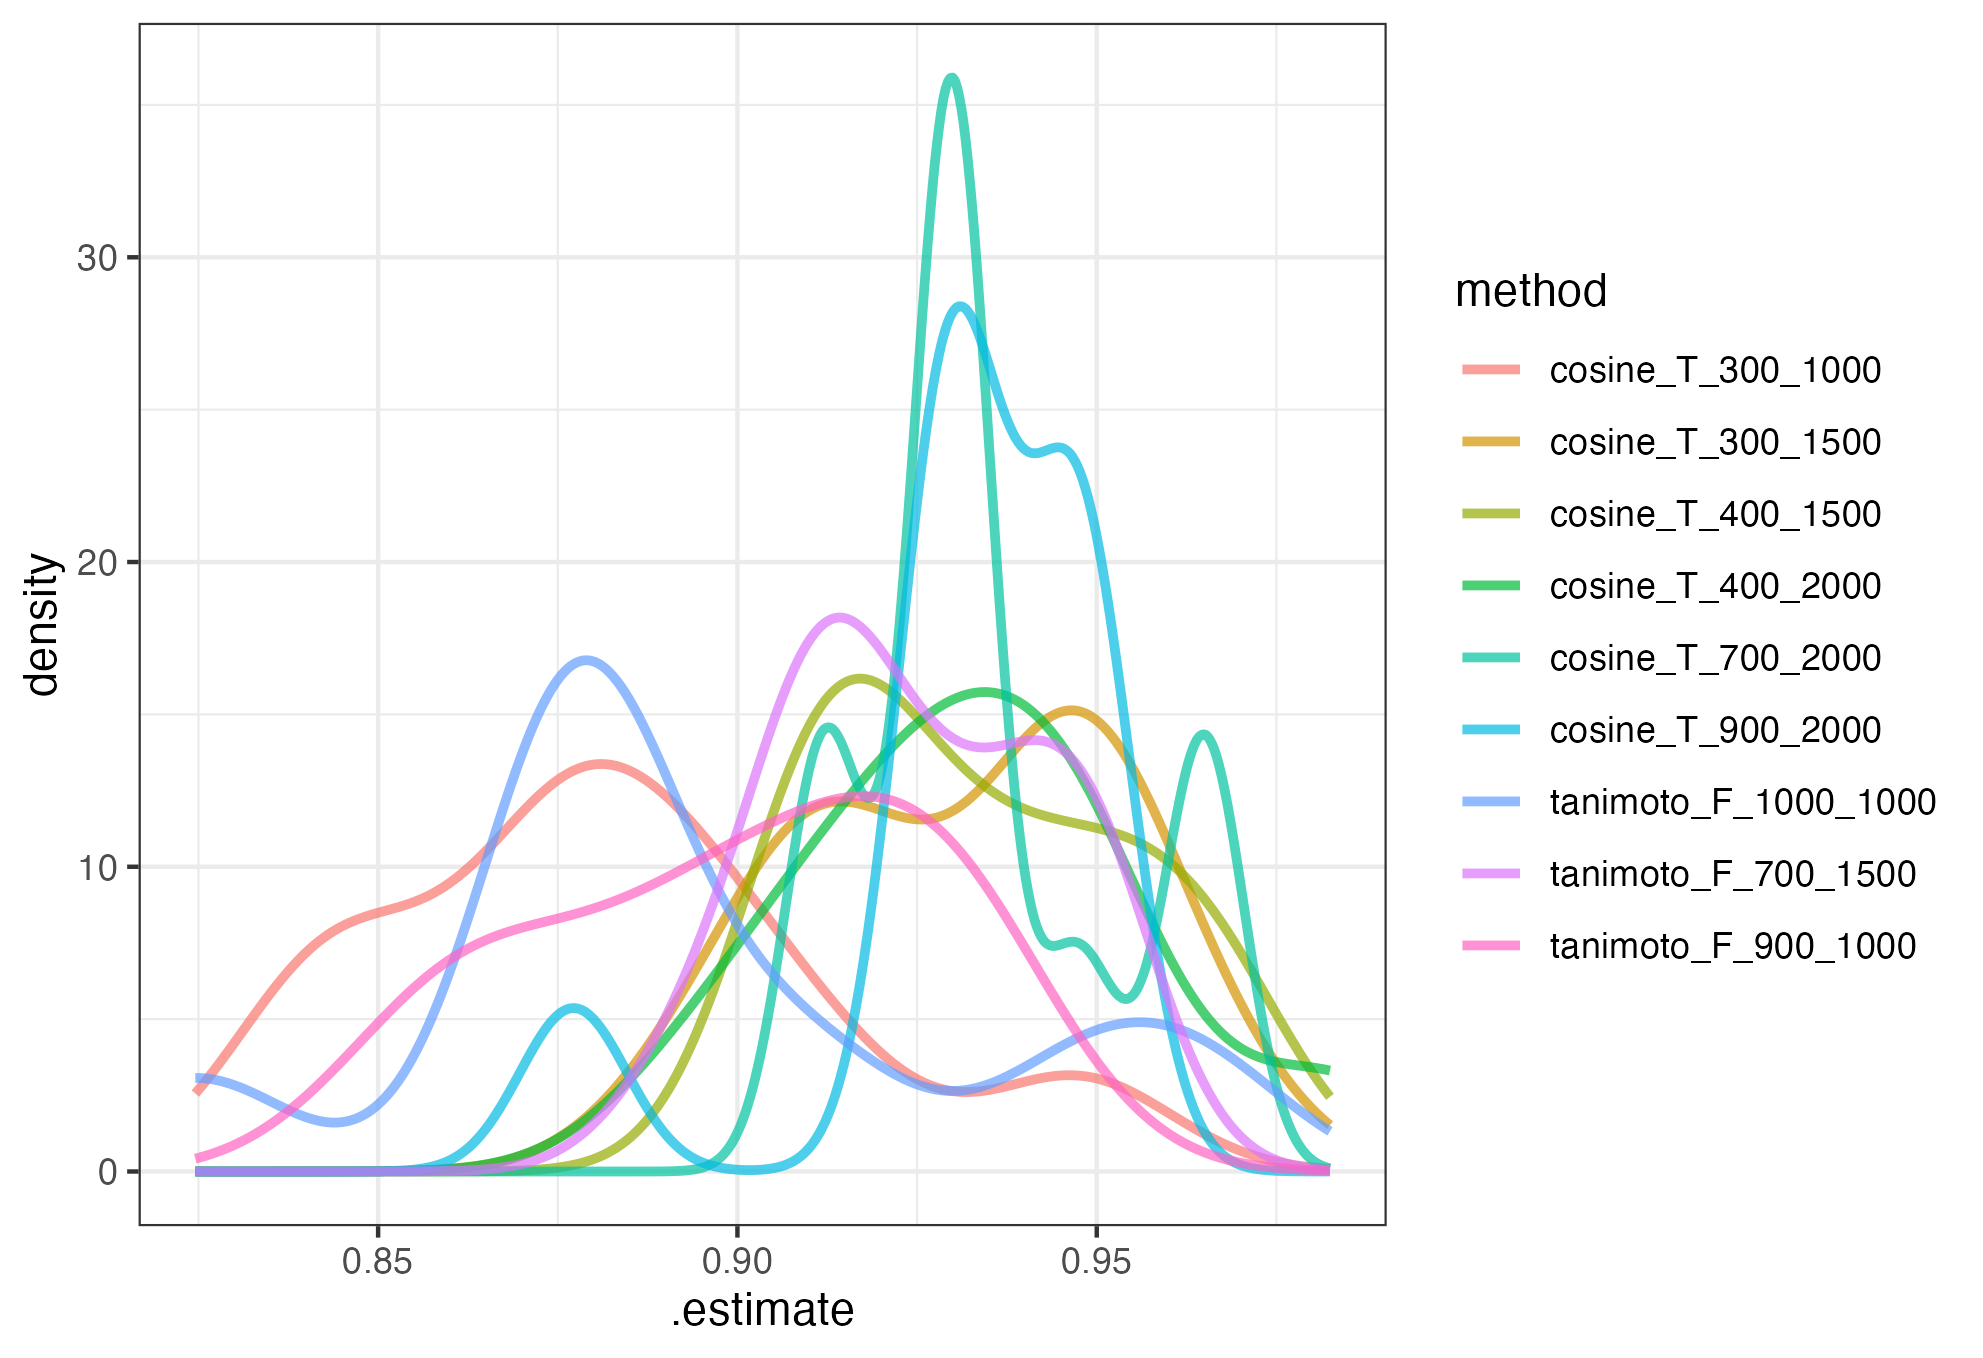 30
20
10
0
density
0.85
0.90
0.95
.estimate
method
cosine_T_300_1000
cosine_T_300_1500
cosine_T_400_1500
cosine_T_400_2000
cosine_T_700_2000
cosine_T_900_2000
tanimoto_F_1000_1000
tanimoto_F_700_1500
tanimoto_F_900_1000